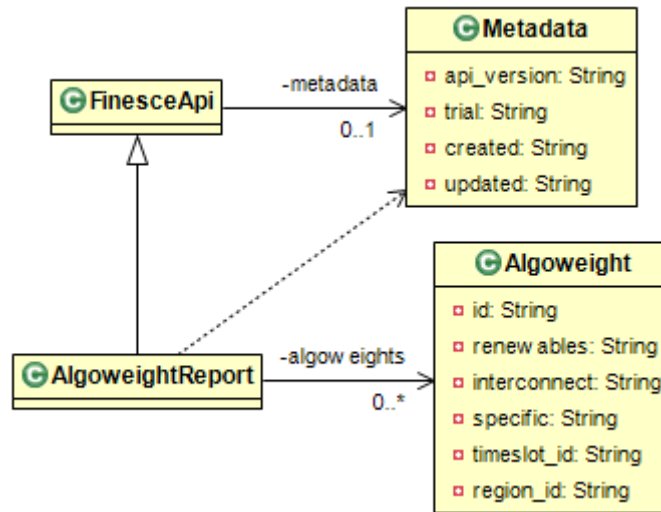 C Metadata
api_version: String
trial: String
created: String
updated: String
C FinesceApi
-metadata
0..1
C Algoweight
id: String
renewables: String
interconnect: String
specific: String
timeslot_id: String
region_id: String
C AlgoweightReport
-algoweights
0..*